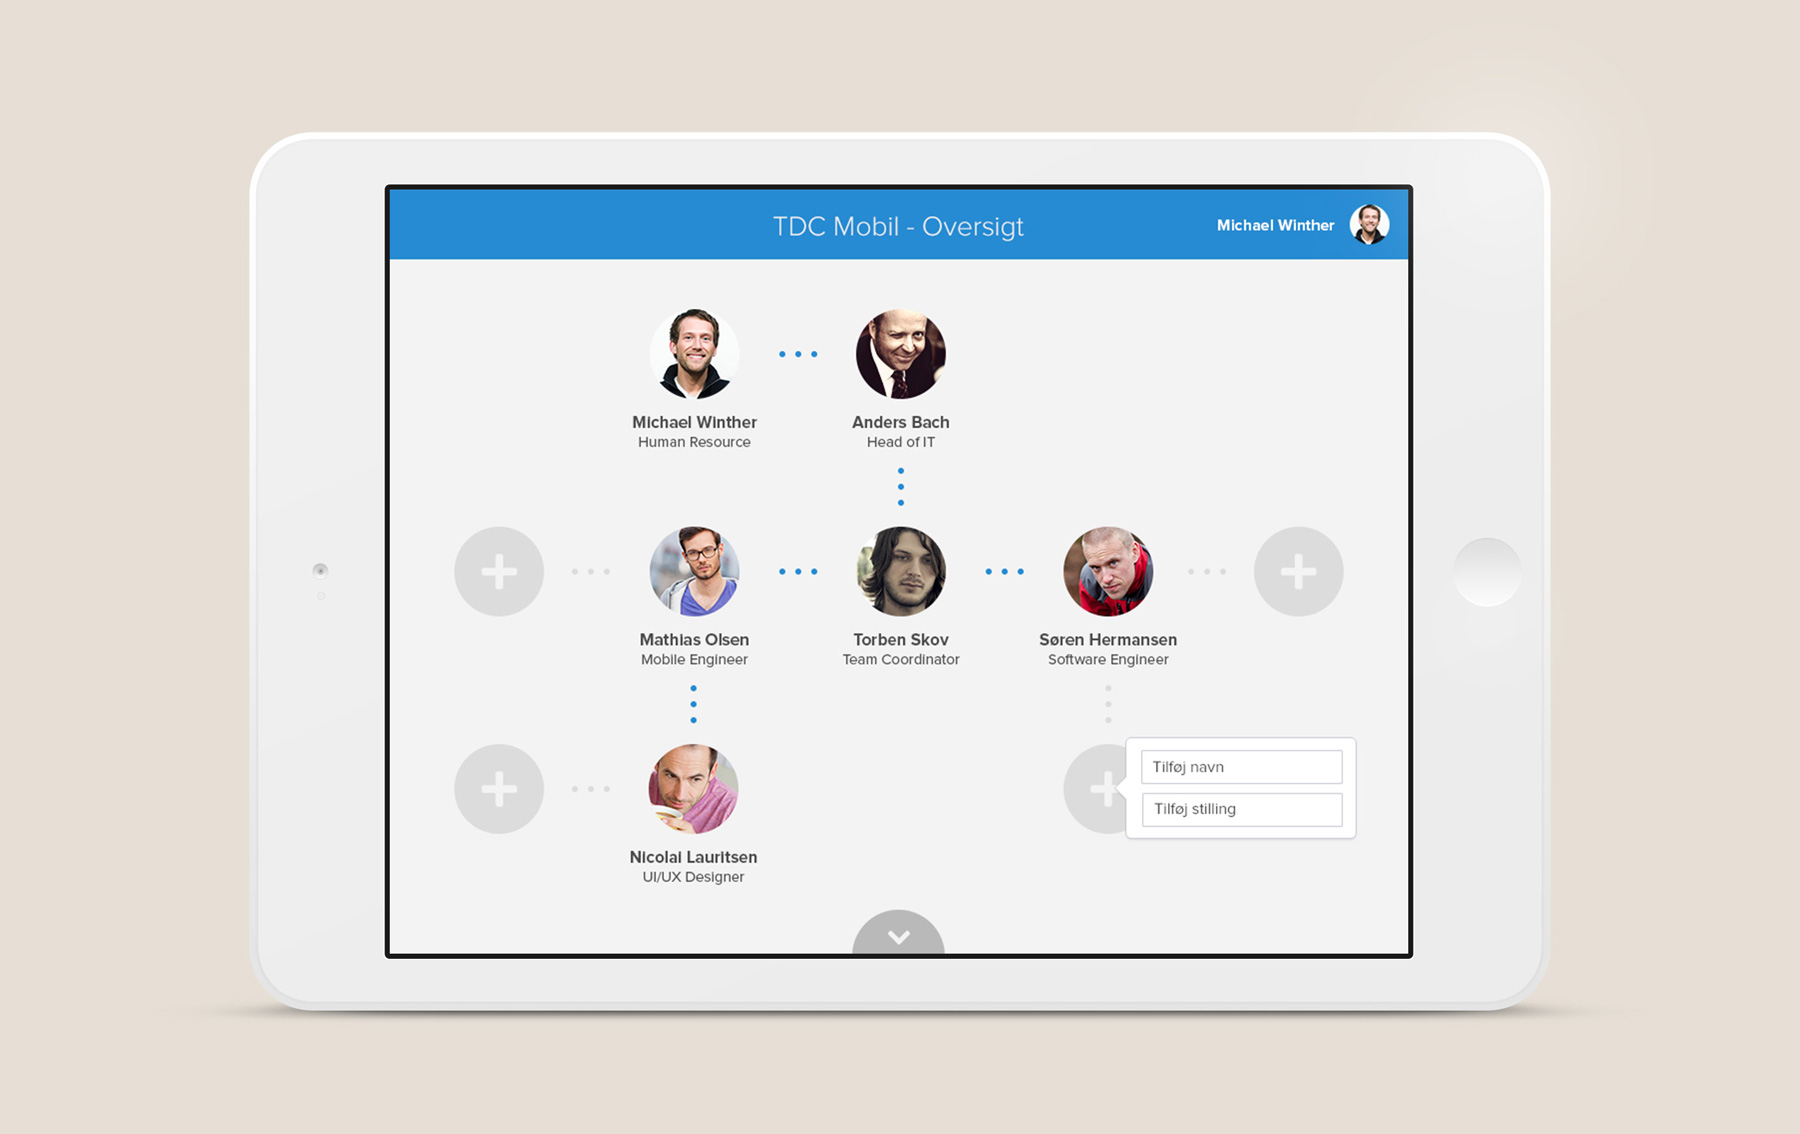 TDC Mobil - Oversigt
Michael Winther
Michael Winther
Human Resource
Anders Bach
Head of IT
Mathias Olsen
Mobile Engineer
Torben Skov
Team Coordinator
Søren Hermansen
Software Engineer
Tilføj navn
Tilføj stilling
Nicolai Lauritsen
UI/UX Designer